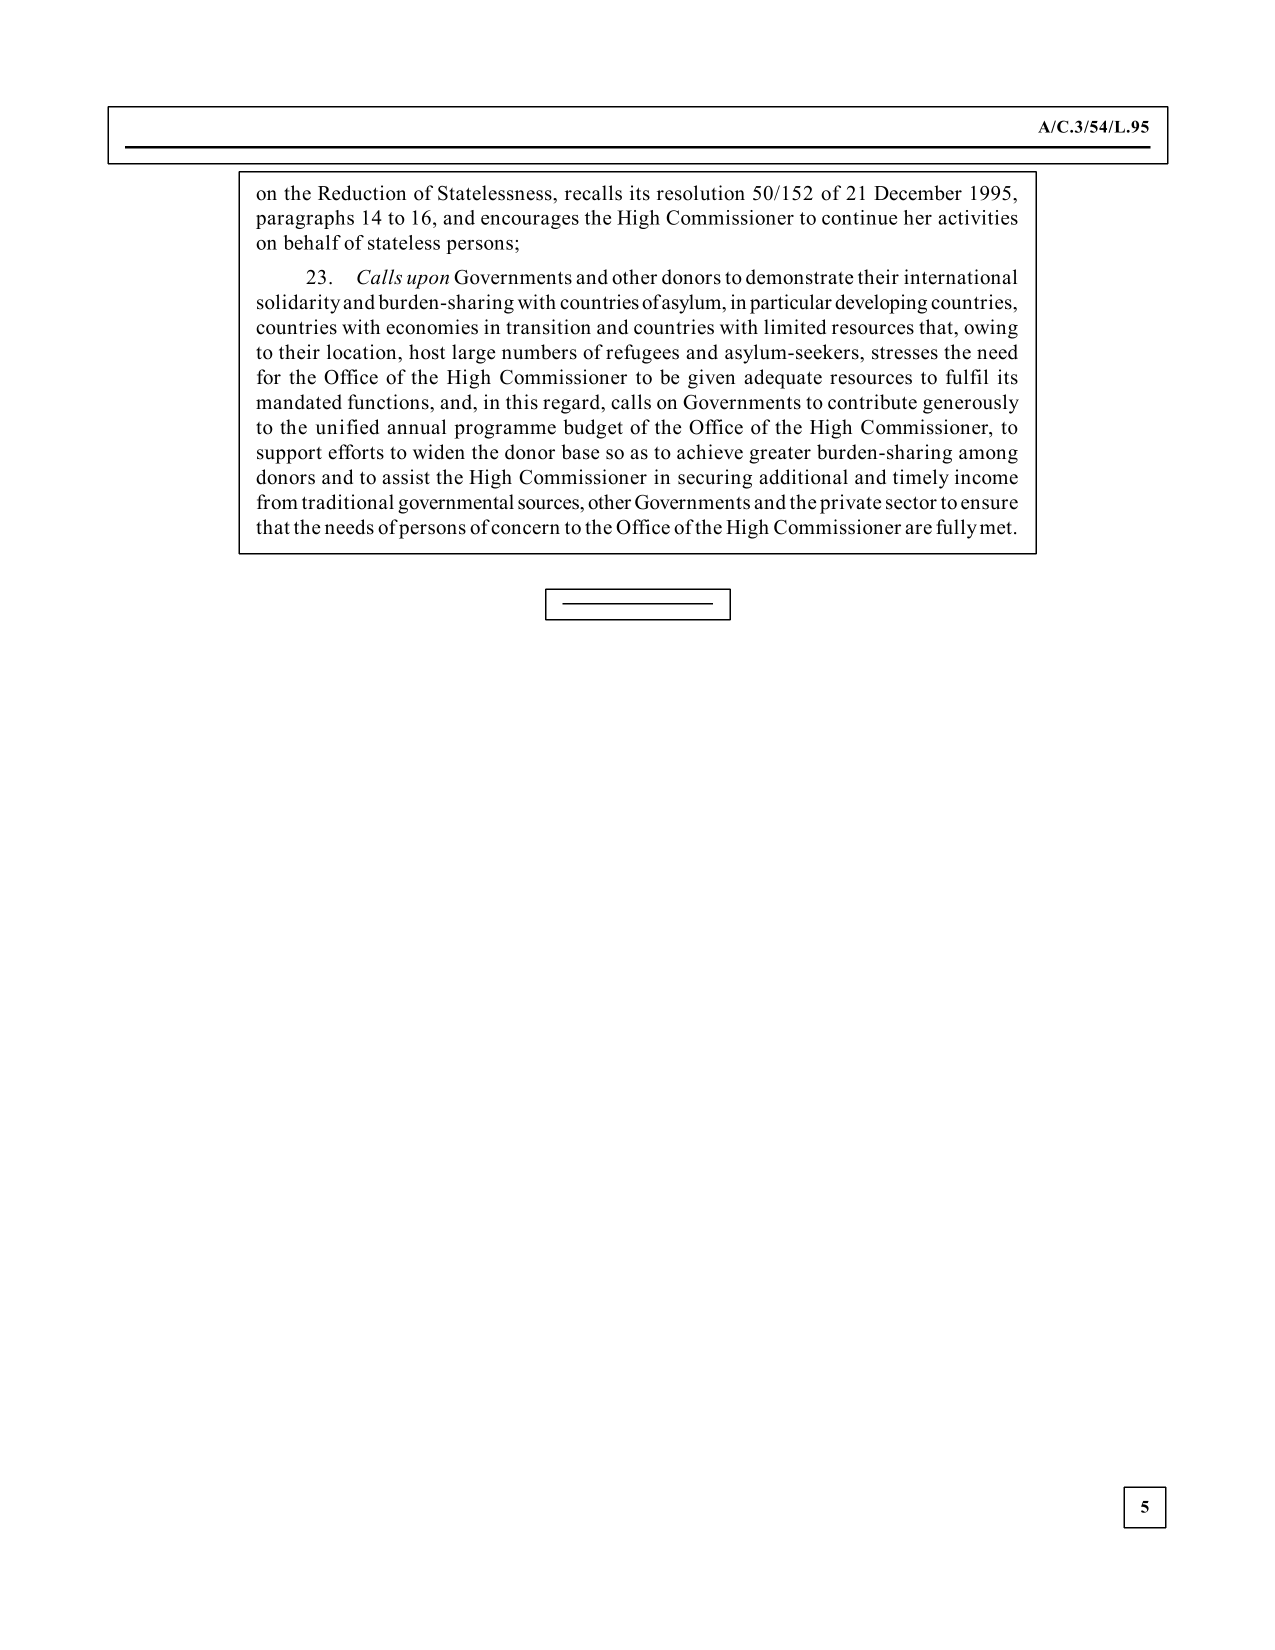 A/C.3/54/L.95
on the Reduction of Statelessness, recalls its resolution 50/152 of 21 December 1995,
paragraphs 14 to 16, and encourages the High Commissioner to continue her activities
on behalf of stateless persons;
23. Calls upon Governments and other donors to demonstrate their international
solidarity and burden-sharing with countries of asylum, in particular developing countries,
countries with economies in transition and countries with limited resources that, owing
to their location, host large numbers of refugees and asylum-seekers, stresses the need
for the Office of the High Commissioner to be given adequate resources to fulfil its
mandated functions, and, in this regard, calls on Governments to contribute generously
to the unified annual programme budget of the Office of the High Commissioner, to
support efforts to widen the donor base so as to achieve greater burden-sharing among
donors and to assist the High Commissioner in securing additional and timely income
from traditional governmental sources, other Governments and the private sector to ensure
that the needs of persons of concern to the Office of the High Commissioner are fully met.
5